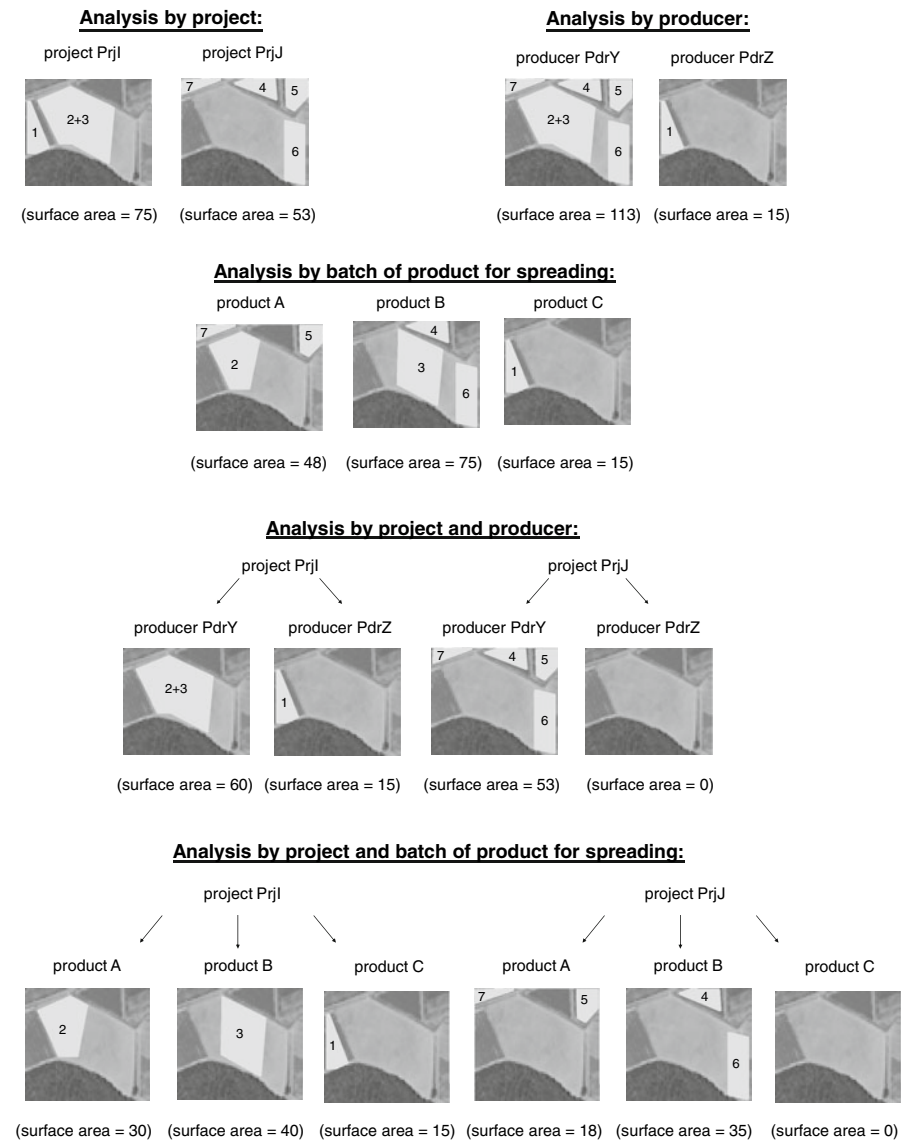 Analysis by project:
project PrjI
project PrjJ
1
2+3
7
4
5
6
(surface area = 75)
(surface area = 53)
Analysis by producer:
producer PdrY
producer PdrZ
7
4
5
2+3
6
1
(surface area = 113)
(surface area = 15)
Analysis by batch of product for spreading:
product A
product B
product C
7
5
2
4
3
6
1
(surface area = 48)
(surface area = 75)
(surface area = 15)
Analysis by project and producer:
project PrjI
project PrjJ
producer PdrY
producer PdrZ
producer PdrY
producer PdrZ
2+3
1
7
4
5
6
(surface area = 60)
(surface area = 15)
(surface area = 53)
(surface area = 0)
Analysis by project and batch of product for spreading:
project PrjI
project PrjJ
product A
product B
product C
product A
product B
product C
2
3
1
7
5
4
6
(surface area = 30)
(surface area = 40)
(surface area = 15)
(surface area = 18)
(surface area = 35)
(surface area = 0)